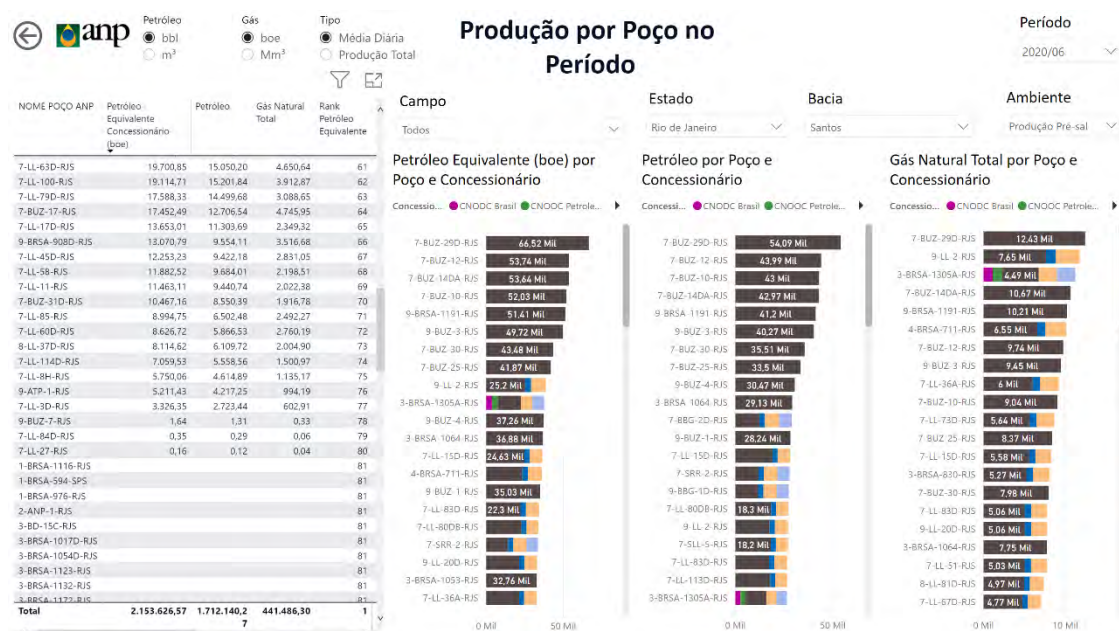 anp
Petróleo
bbl
m³
Gás
boe
Mm³
Tipo
Média Diária
Produção Total
Produção por Poço no
Período
Período
2020/06
NOME POÇO ANP Petróleo Equivalente Concessionário (boe) Petróleo Gás Natural Total Rank Petróleo Equivalente
7-LL-63D-RJS 19.700,85 15.050,20 4.650,64 61
7-LL-100-RJS 19.114,71 15.201,84 3.912,87 62
7-LL-79D-RJS 17.588,33 14.499,68 3.088,65 63
7-BUZ-17-RJS 17.452,49 12.706,54 4.745,95 64
7-LL-17D-RJS 13.653,01 11.303,69 2.349,32 65
9-BRSA-908D-RJS 13.070,79 9.554,11 3.516,68 66
7-LL-45D-RJS 12.253,23 9.422,18 2.831,05 67
7-LL-58-RJS 11.882,52 9.684,01 2.198,51 68
7-LL-11-RJS 11.463,11 9.440,74 2.022,38 69
7-BUZ-31D-RJS 10.467,16 8.550,39 1.916,78 70
7-LL-85-RJS 8.994,75 6.502,48 2.492,27 71
7-LL-60D-RJS 8.626,72 5.866,53 2.760,19 72
8-LL-37D-RJS 8.114,62 6.109,72 2.004,90 73
7-LL-114D-RJS 7.059,53 5.558,56 1.500,97 74
7-LL-8H-RJS 5.750,06 4.614,89 1.135,17 75
9-ATP-1-RJS 5.211,43 4.217,25 994,19 76
7-LL-3D-RJS 3.326,35 2.723,44 602,91 77
9-BUZ-7-RJS 1,64 1,31 0,33 78
7-LL-84D-RJS 0,35 0,29 0,06 79
7-LL-27-RJS 0,16 0,12 0,04 80
1-BRSA-1116-RJS 81
1-BRSA-594-SPS 81
1-BRSA-976-RJS 81
2-ANP-1-RJS 81
3-BD-15C-RJS 81
3-BRSA-1017D-RJS 81
3-BRSA-1054D-RJS 81
3-BRSA-1123-RJS 81
3-BRSA-1132-RJS 81
3-BRSA-1172-RJS 81
Total 2.153.626,57 1.712.140,2 441.486,30 1
7
Campo
Todos
Estado
Rio de Janeiro
Bacia
Santos
Ambiente
Produção Pré-sal
Petróleo Equivalente (boe) por
Poço e Concessionário
Concessio... CNODC Brasil CNOOC Petrole...
7-BUZ-29D-RJS 66,52 Mil
7-BUZ-12-RJS 53,74 Mil
7-BUZ-14DA-RJS 53,64 Mil
7-BUZ-10-RJS 52,03 Mil
9-BRSA-1191-RJS 51,41 Mil
9-BUZ-3-RJS 49,72 Mil
7-BUZ-30-RJS 43,48 Mil
7-BUZ-25-RJS 41,87 Mil
9-LL-2-RJS 25,2 Mil
3-BRSA-1305A-RJS
9-BUZ-4-RJS 37,26 Mil
3-BRSA-1064-RJS 36,88 Mil
7-LL-15D-RJS 24,63 Mil
4-BRSA-711-RJS
9-BUZ-1-RJS 35,03 Mil
7-LL-83D-RJS 22,3 Mil
7-LL-80DB-RJS
7-SRR-2-RJS
9-LL-20D-RJS
3-BRSA-1053-RJS 32,76 Mil
7-LL-36A-RJS
0 Mil 50 Mil
Petróleo por Poço e
Concessionário
Concessi... CNODC Brasil CNOOC Petrole...
7-BUZ-29D-RJS 54,09 Mil
7-BUZ-12-RJS 43,99 Mil
7-BUZ-10-RJS 43 Mil
7-BUZ-14DA-RJS 42,97 Mil
9-BRSA-1191-RJS 41,2 Mil
9-BUZ-3-RJS 40,27 Mil
7-BUZ-30-RJS 35,51 Mil
7-BUZ-25-RJS 33,5 Mil
9-BUZ-4-RJS 30,47 Mil
3-BRSA-1064-RJS 29,13 Mil
7-BBG-2D-RJS
9-BUZ-1-RJS 28,24 Mil
7-LL-15D-RJS
7-SRR-2-RJS
9-BBG-1D-RJS
7-LL-80DB-RJS 18,3 Mil
9-LL-2-RJS
7-SLL-5-RJS 18,2 Mil
7-LL-83D-RJS
7-LL-113D-RJS
3-BRSA-1305A-RJS
0 Mil 50 Mil
Gás Natural Total por Poço e
Concessionário
Concessio... CNODC Brasil CNOOC Petrole...
7-BUZ-29D-RJS 12,43 Mil
9-LL-2-RJS 7,65 Mil
3-BRSA-1305A-RJS 4,49 Mil
7-BUZ-14DA-RJS 10,67 Mil
9-BRSA-1191-RJS 10,21 Mil
4-BRSA-711-RJS 6,55 Mil
7-BUZ-12-RJS 9,74 Mil
9-BUZ-3-RJS 9,45 Mil
7-LL-36A-RJS 6 Mil
7-BUZ-10-RJS 9,04 Mil
7-LL-73D-RJS 5,64 Mil
7-BUZ-25-RJS 8,37 Mil
7-LL-15D-RJS 5,58 Mil
3-BRSA-830-RJS 5,27 Mil
7-BUZ-30-RJS 7,98 Mil
7-LL-83D-RJS 5,06 Mil
9-LL-20D-RJS 5,06 Mil
3-BRSA-1064-RJS 7,75 Mil
7-LL-51-RJS 5,03 Mil
8-LL-81D-RJS 4,97 Mil
7-LL-67D-RJS 4,77 Mil
0 Mil 10 Mil